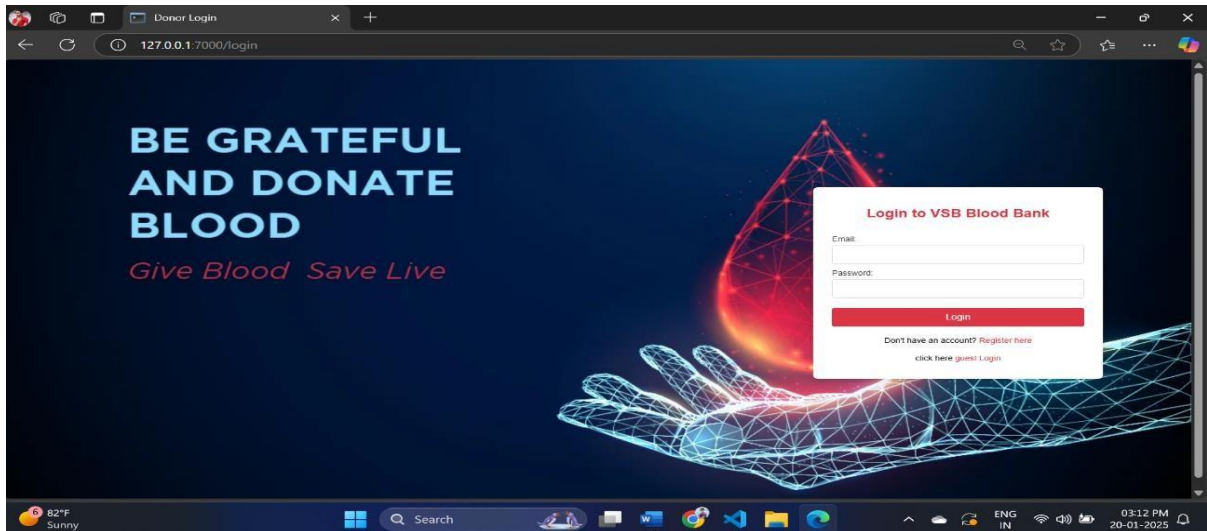 Donor Login
127.0.0.1:7000/login
BE GRATEFUL
AND DONATE
BLOOD
Give Blood Save Live
Login to VSB Blood Bank
Email:
Password:
Login
Don't have an account? Register here
click here guest Login
6
82°F
Sunny
Search
ENG
IN
03:12 PM
20-01-2025